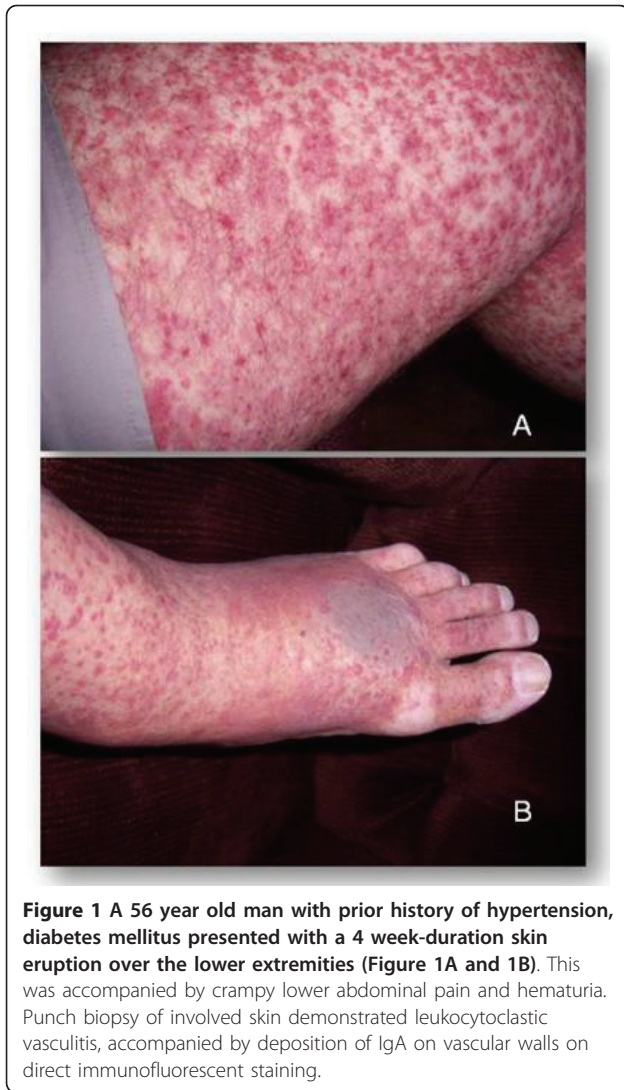 A
B
Figure 1 A 56 year old man with prior history of hypertension,
diabetes mellitus presented with a 4 week-duration skin
eruption over the lower extremities (Figure 1A and 1B). This
was accompanied by crampy lower abdominal pain and hematuria.
Punch biopsy of involved skin demonstrated leukocytoclastic
vasculitis, accompanied by deposition of IgA on vascular walls on
direct immunofluorescent staining.